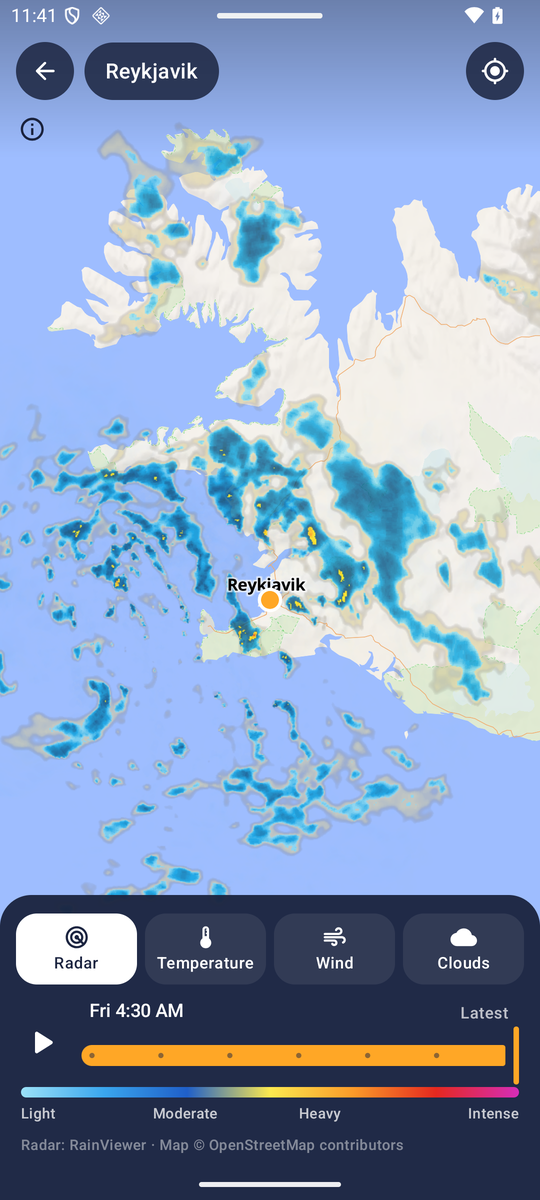 11:41
Reykjavik
Reykjavik
Radar
Temperature
Wind
Clouds
Fri 4:30 AM
Latest
Light
Moderate
Heavy
Intense
Radar: RainViewer · Map © OpenStreetMap contributors